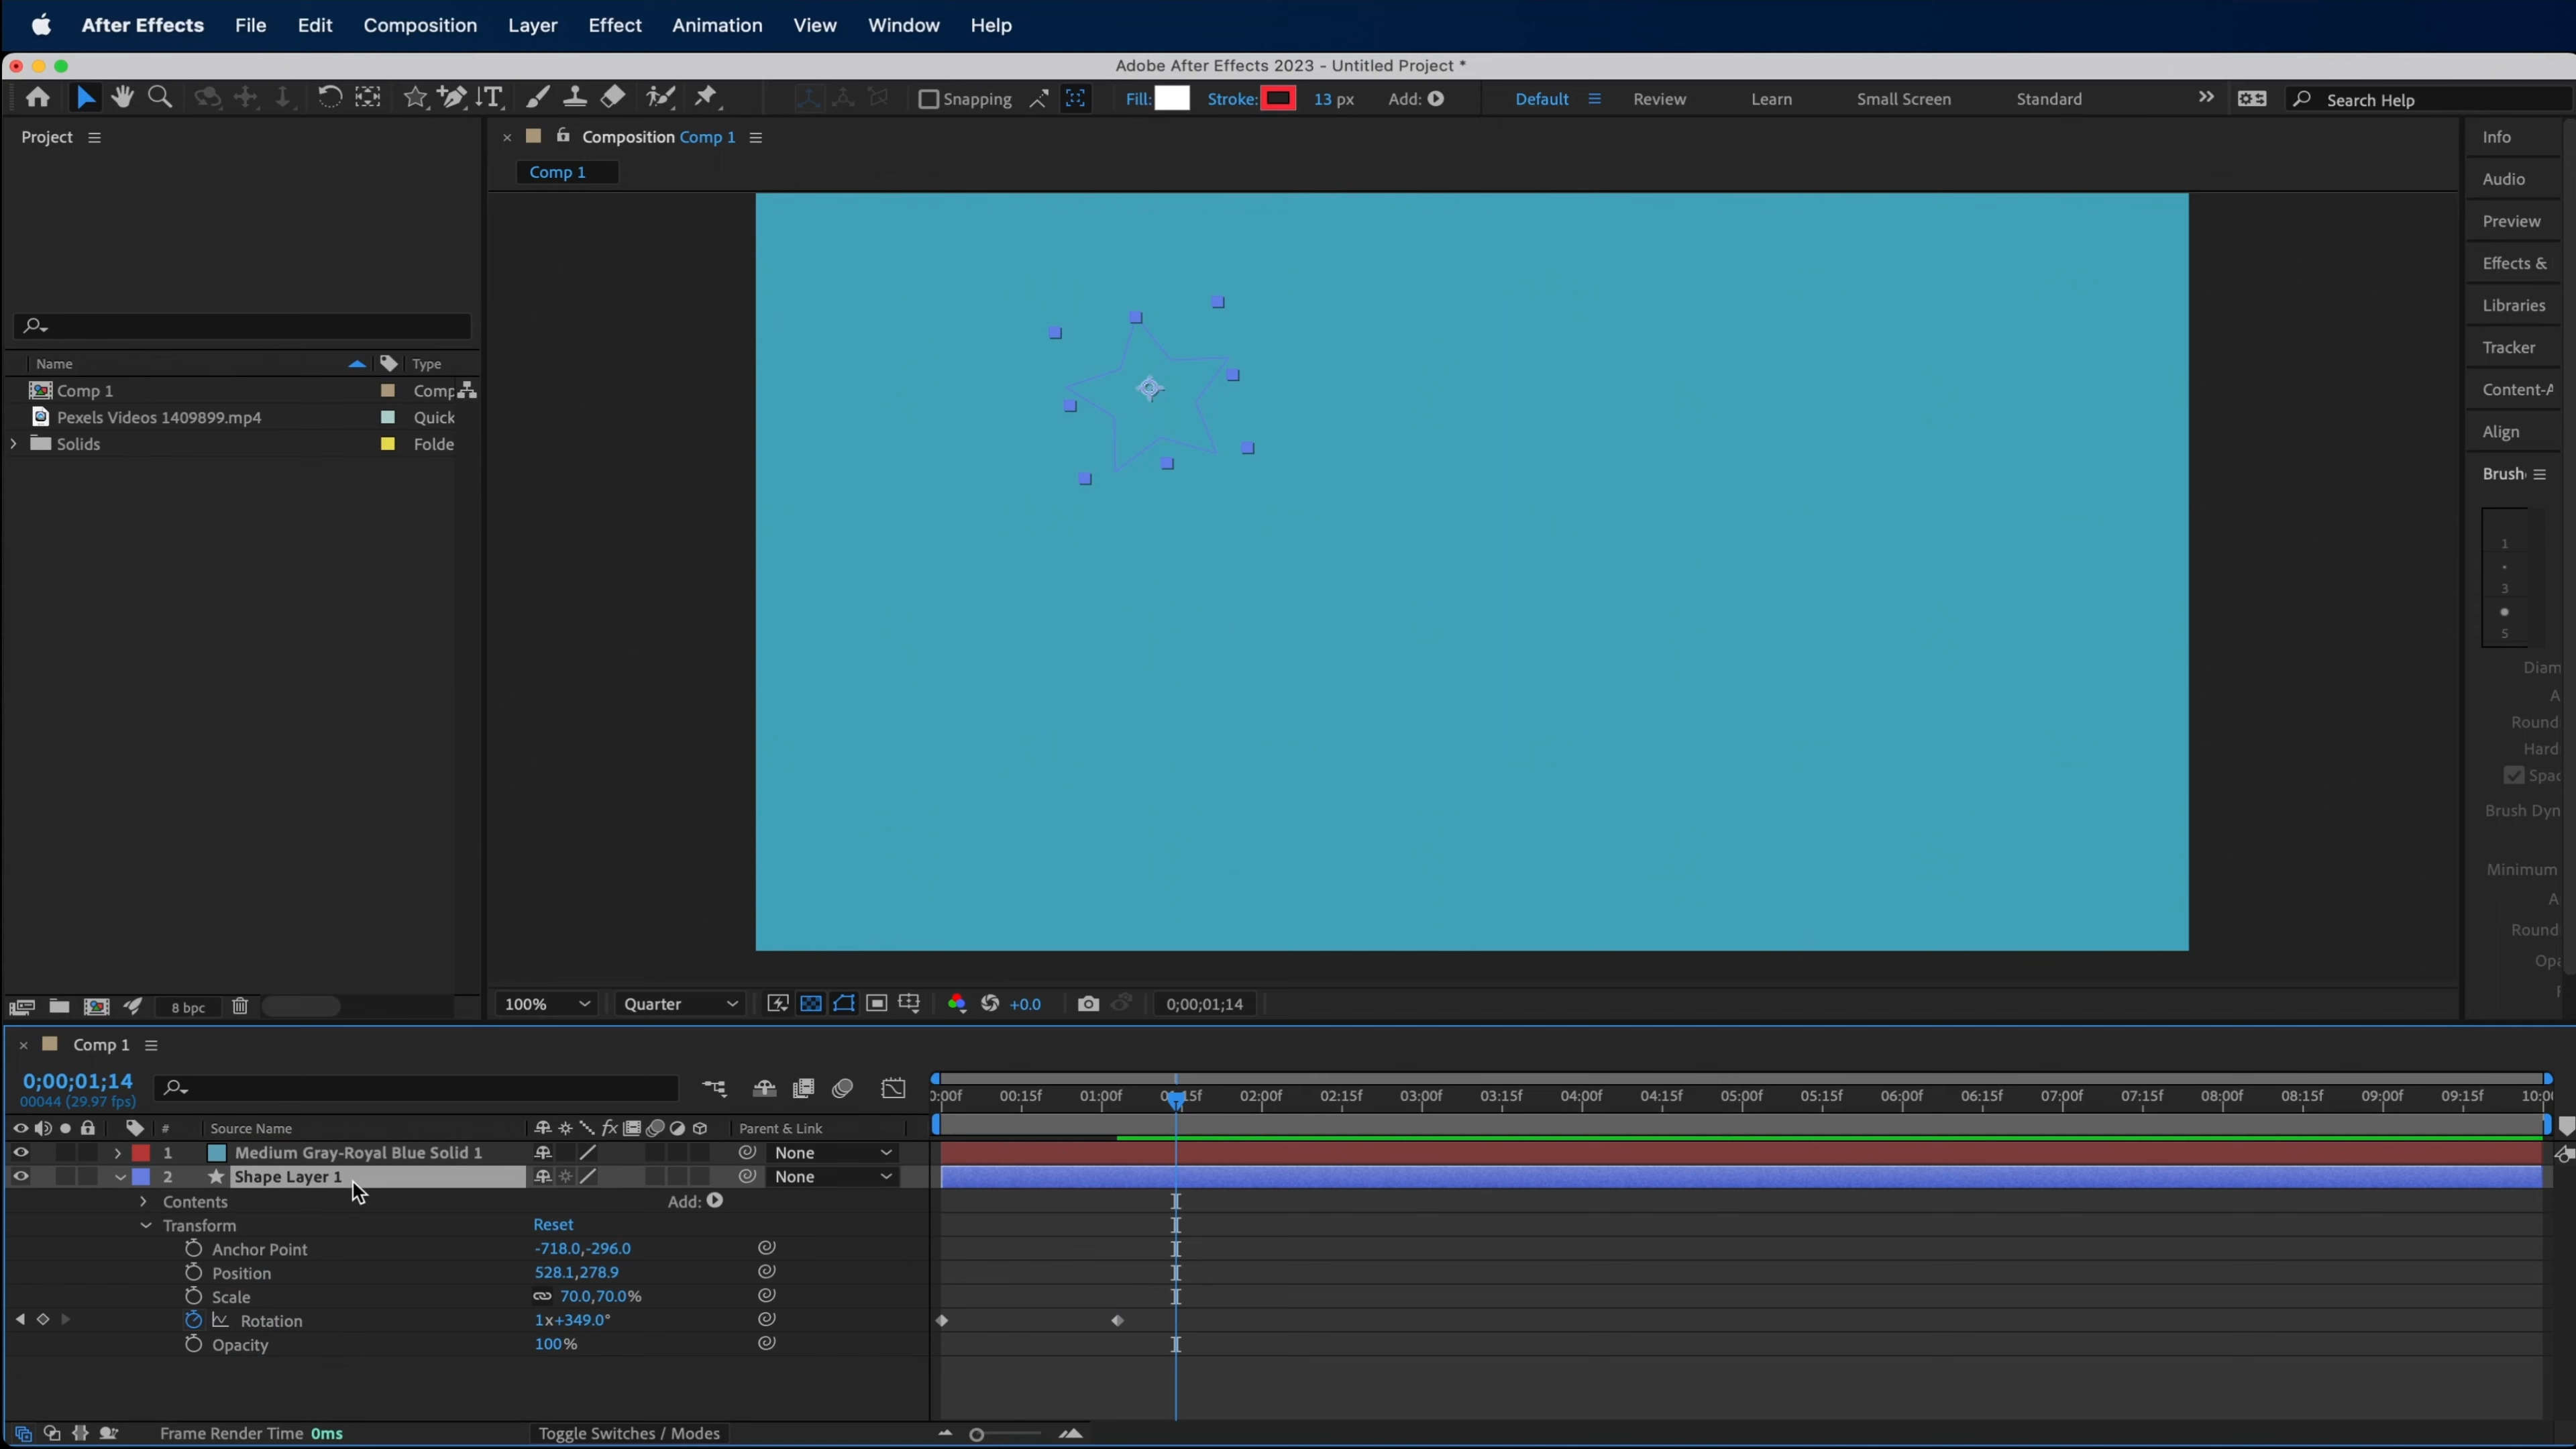 After Effects File Edit Composition Layer Effect Animation View Window Help
Adobe After Effects 2023 - Untitled Project *
Snapping Fill: Stroke: 13 px Add: Default Review Learn Small Screen Standard Search Help
Project
Composition Comp 1
Comp 1
Info
Audio
Preview
Effects &
Libraries
Tracker
Content-A
Align
Brush
Name Type
Comp 1 Comp
Pexels Videos 1409899.mp4 Quick
Solids Folde
1
3
5
Diam
A
Round
Hard
Spac
Brush Dyn
Minimum
A
Round
Opa
8 bpc
100% Quarter +0.0 0;00;01;14
Comp 1
0;00;01;14
00044 (29.97 fps)
0:00f 00:15f 01:00f 01:15f 02:00f 02:15f 03:00f 03:15f 04:00f 04:15f 05:00f 05:15f 06:00f 06:15f 07:00f 07:15f 08:00f 08:15f 09:00f 09:15f 10:0
# Source Name fx Parent & Link
1 Medium Gray-Royal Blue Solid 1 None
2 Shape Layer 1 None
Contents Add:
Transform Reset
Anchor Point -718.0,-296.0
Position 528.1,278.9
Scale 70.0,70.0%
Rotation 1x+349.0°
Opacity 100%
Frame Render Time 0ms Toggle Switches / Modes